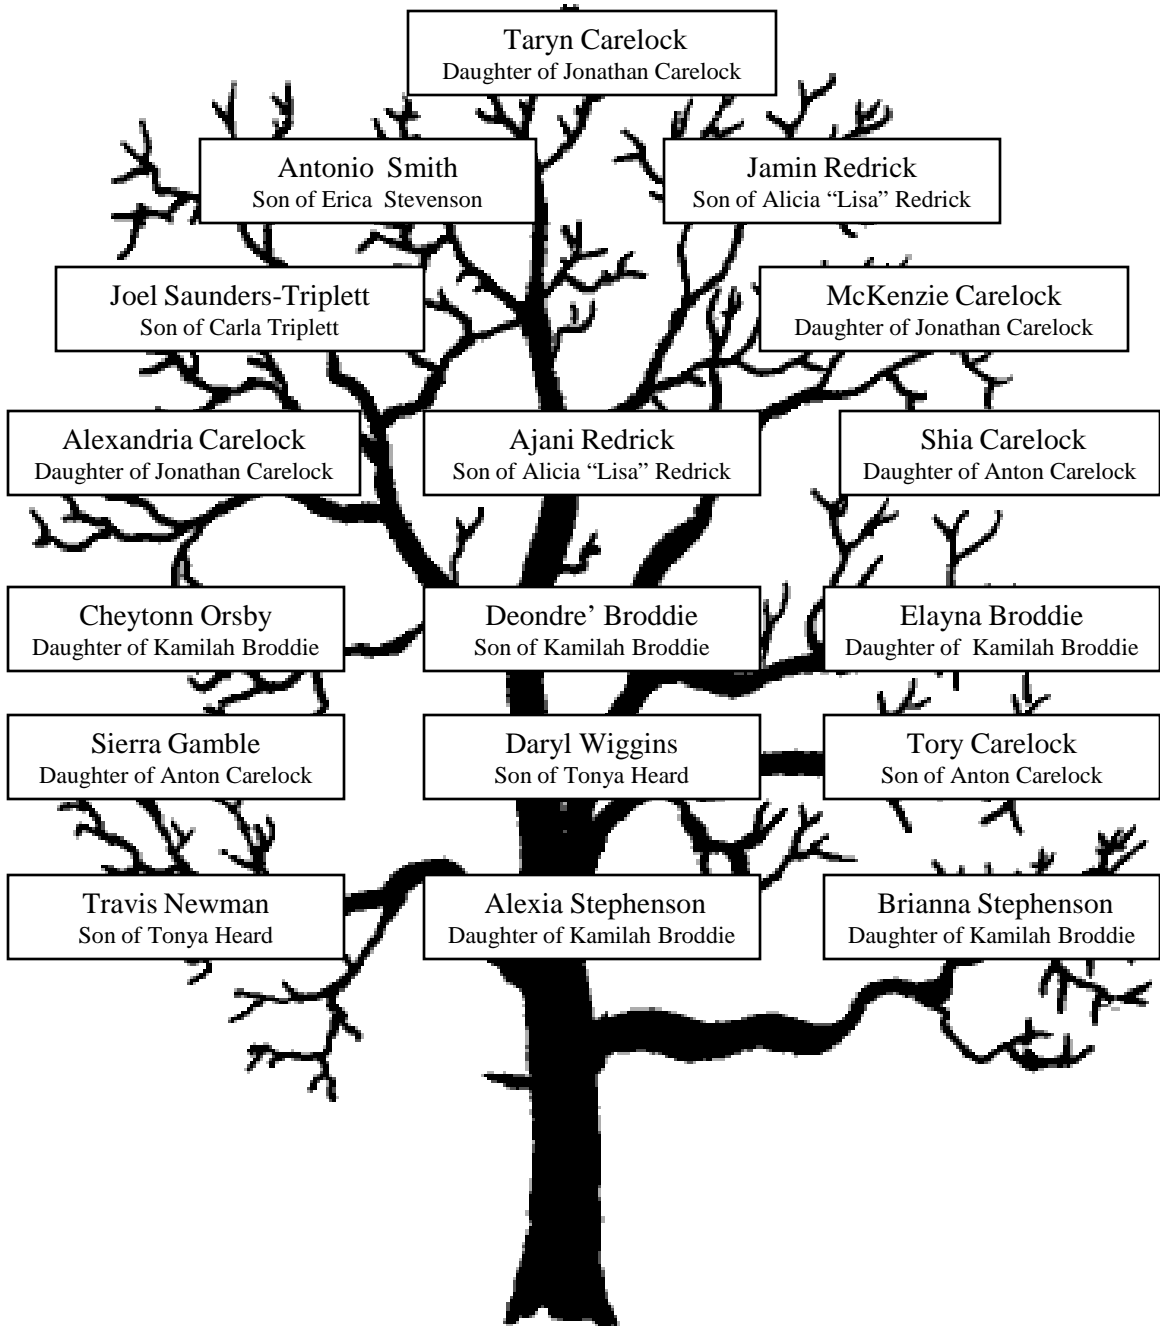 Taryn Carelock
Daughter of Jonathan Carelock
Antonio Smith
Son of Erica Stevenson
Jamin Redrick
Son of Alicia “Lisa” Redrick
Joel Saunders-Triplett
Son of Carla Triplett
McKenzie Carelock
Daughter of Jonathan Carelock
Alexandria Carelock
Daughter of Jonathan Carelock
Ajani Redrick
Son of Alicia “Lisa” Redrick
Shia Carelock
Daughter of Anton Carelock
Cheytonn Orsby
Daughter of Kamilah Broddie
Deondre’ Broddie
Son of Kamilah Broddie
Elayna Broddie
Daughter of Kamilah Broddie
Sierra Gamble
Daughter of Anton Carelock
Daryl Wiggins
Son of Tonya Heard
Tory Carelock
Son of Anton Carelock
Travis Newman
Son of Tonya Heard
Alexia Stephenson
Daughter of Kamilah Broddie
Brianna Stephenson
Daughter of Kamilah Broddie